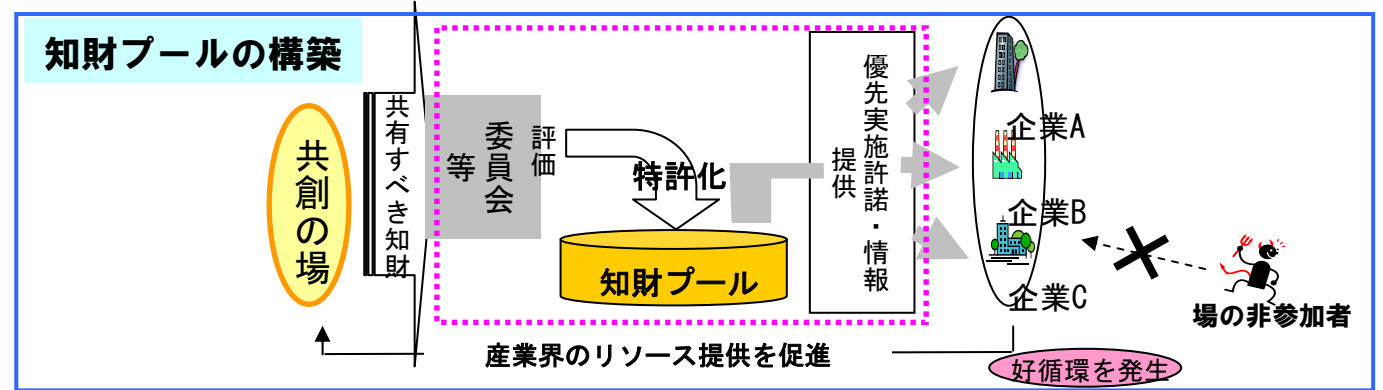 知財プールの構築
共創の場
共有すべき知財
評価
委員会
等
特許化
知財プール
優先実施許諾・情報
提供
企業A
企業B
企業C
場の非参加者
産業界のリソース提供を促進
好循環を発生